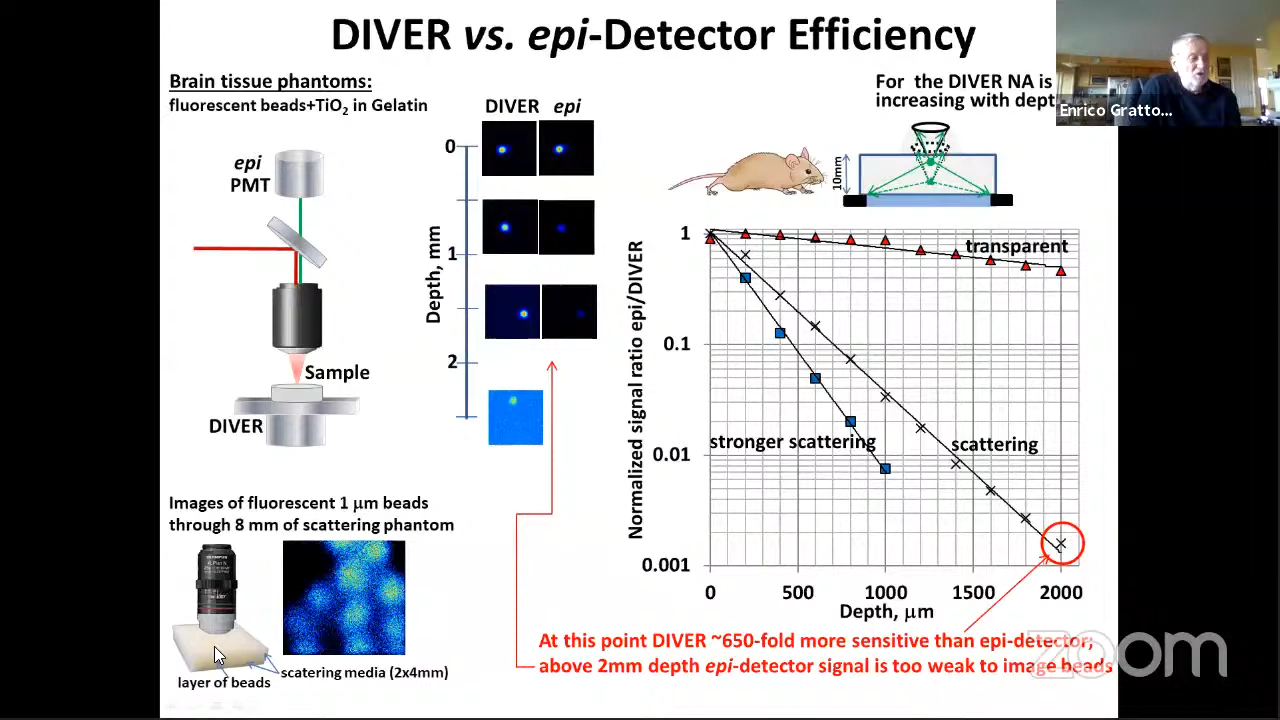 DIVER vs. epi-Detector Efficiency
Brain tissue phantoms:
fluorescent beads+TiO2 in Gelatin
DIVER epi
For the DIVER NA is
increasing with dept
Enrico Gratto...
epi
PMT
Sample
DIVER
Depth, mm
0
1
2
10mm
Normalized signal ratio epi/DIVER
1
0.1
0.01
0.001
transparent
stronger scattering
scattering
0 500 1000 1500 2000
Depth, μm
Images of fluorescent 1 μm beads
through 8 mm of scattering phantom
OLYMPUS
layer of beads
scatering media (2x4mm)
At this point DIVER ~650-fold more sensitive than epi-detector;
above 2mm depth epi-detector signal is too weak to image beads
zoom